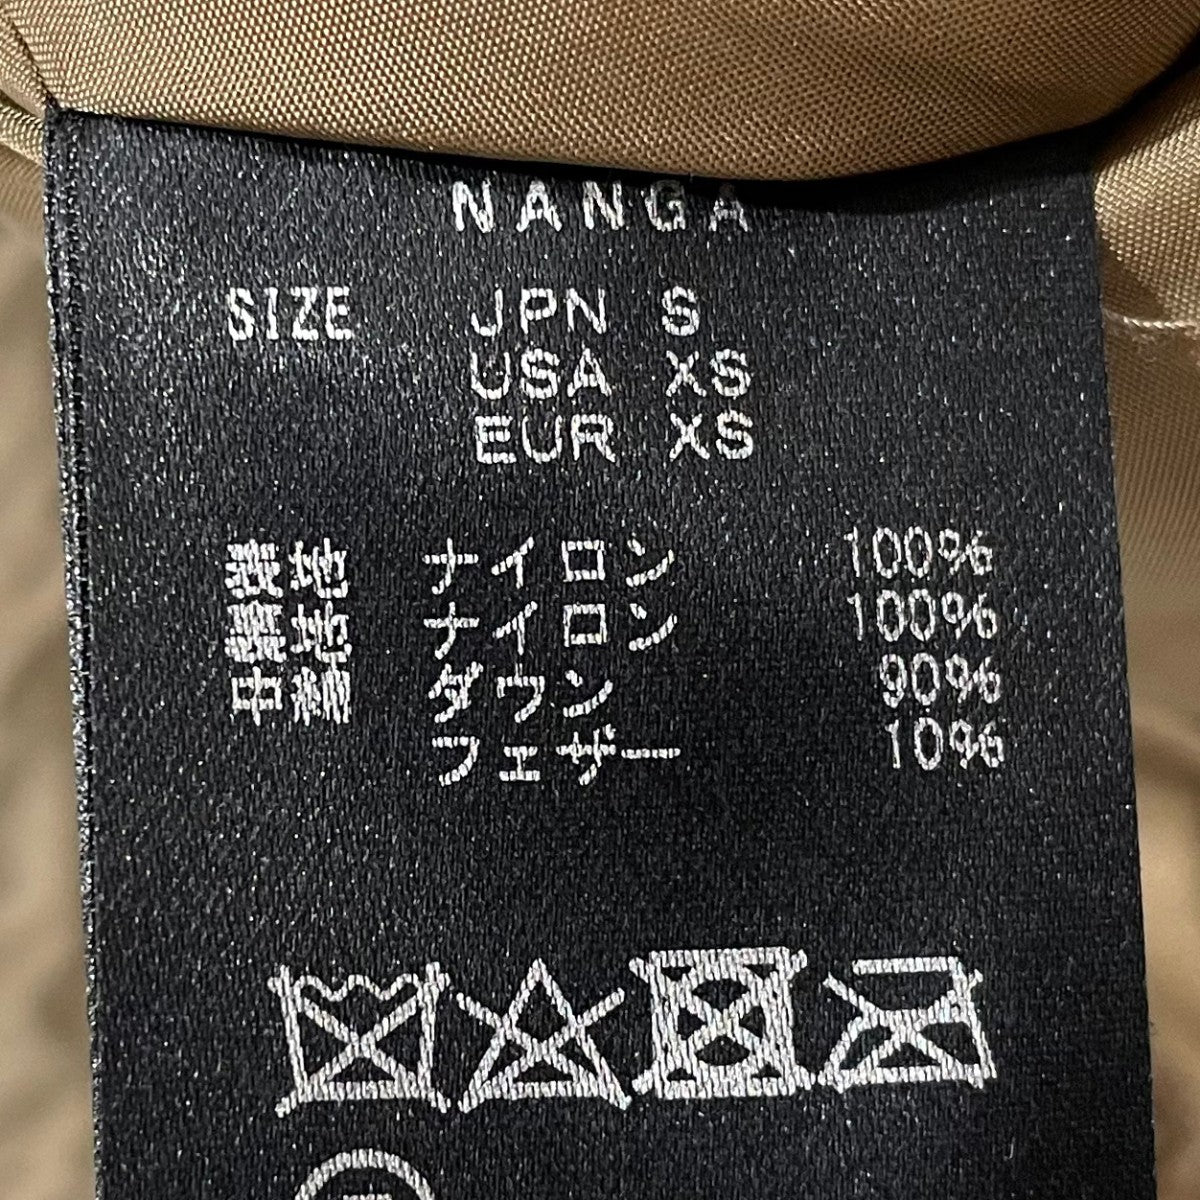 NANGA
SIZE JPN S
USA XS
EUR XS
表地 ナイロン 100%
裏地 ナイロン 100%
中綿 ダウン 90%
フェザー 10%